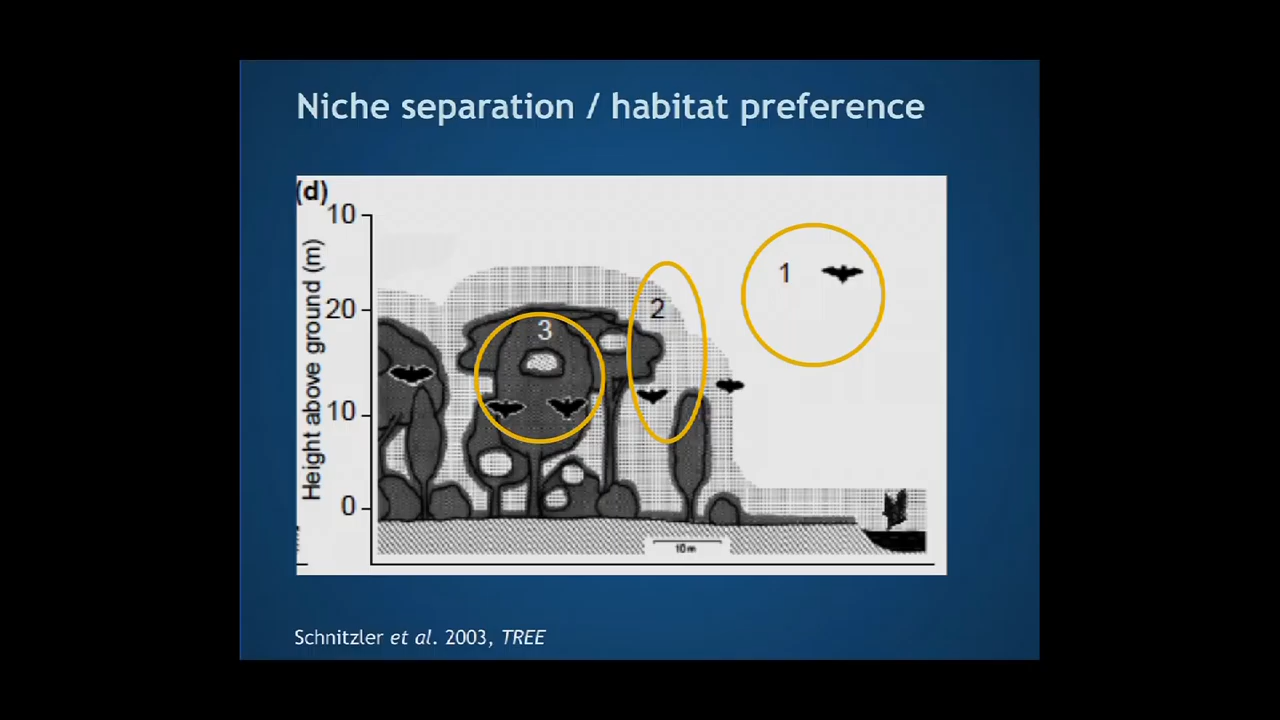 Niche separation / habitat preference
(d)
10
20
10
0
Height above ground (m)
1
2
3
10 m
Schnitzler et al. 2003, TREE